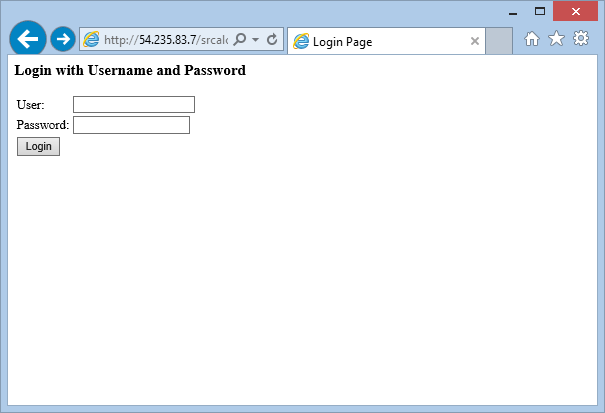 http://54.235.83.7/srcalc
Login Page
Login with Username and Password
User:
Password:
Login